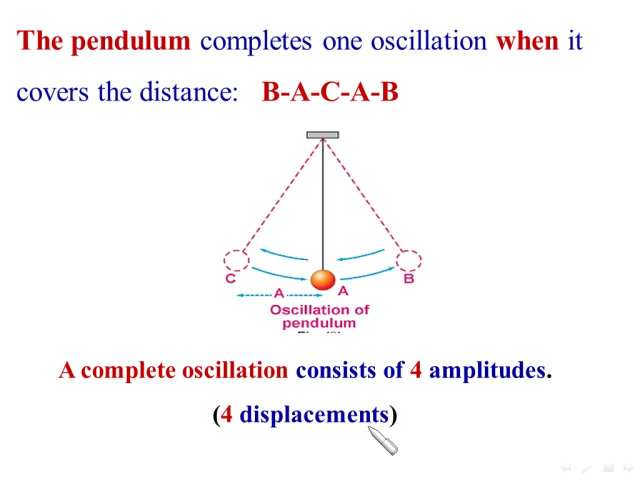 The pendulum completes one oscillation when it
covers the distance: B-A-C-A-B
C
A
A
B
Oscillation of
pendulum
A complete oscillation consists of 4 amplitudes.
(4 displacements)